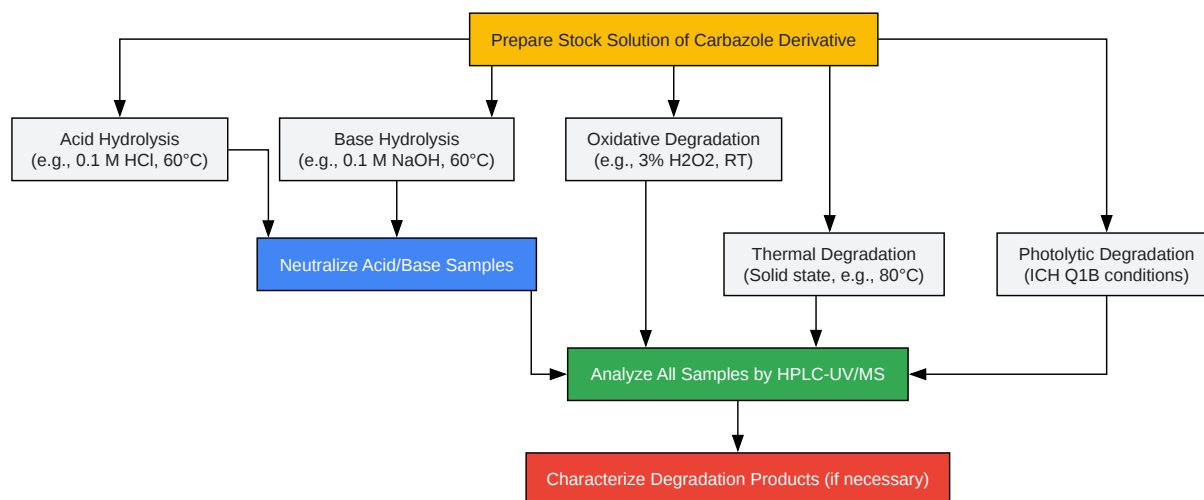 Prepare Stock Solution of Carbazole Derivative
Acid Hydrolysis
(e.g., 0.1 M HCl, 60°C)
Base Hydrolysis
(e.g., 0.1 M NaOH, 60°C)
Oxidative Degradation
(e.g., 3% H2O2, RT)
Thermal Degradation
(Solid state, e.g., 80°C)
Photolytic Degradation
(ICH Q1B conditions)
Neutralize Acid/Base Samples
Analyze All Samples by HPLC-UV/MS
Characterize Degradation Products (if necessary)